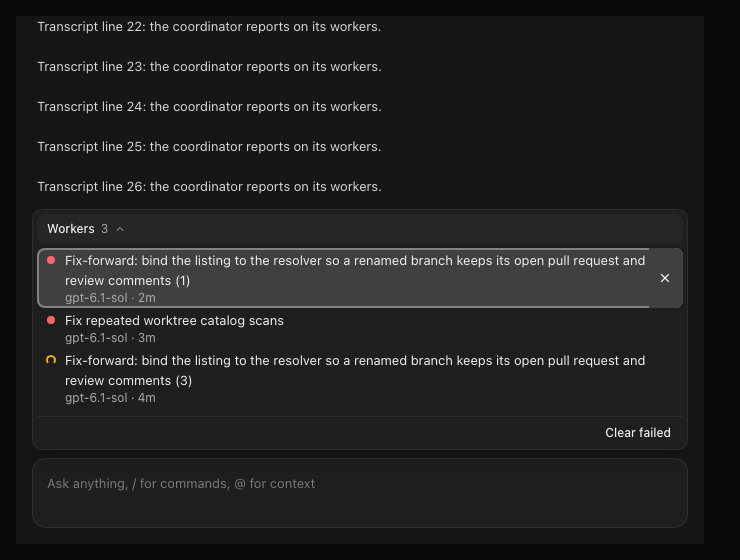 Transcript line 22: the coordinator reports on its workers.
Transcript line 23: the coordinator reports on its workers.
Transcript line 24: the coordinator reports on its workers.
Transcript line 25: the coordinator reports on its workers.
Transcript line 26: the coordinator reports on its workers.
Workers 3
Fix-forward: bind the listing to the resolver so a renamed branch keeps its open pull request and
review comments (1)
gpt-6.1-sol · 2m
Fix repeated worktree catalog scans
gpt-6.1-sol · 3m
Fix-forward: bind the listing to the resolver so a renamed branch keeps its open pull request and
review comments (3)
gpt-6.1-sol · 4m
Clear failed
Ask anything, / for commands, @ for context